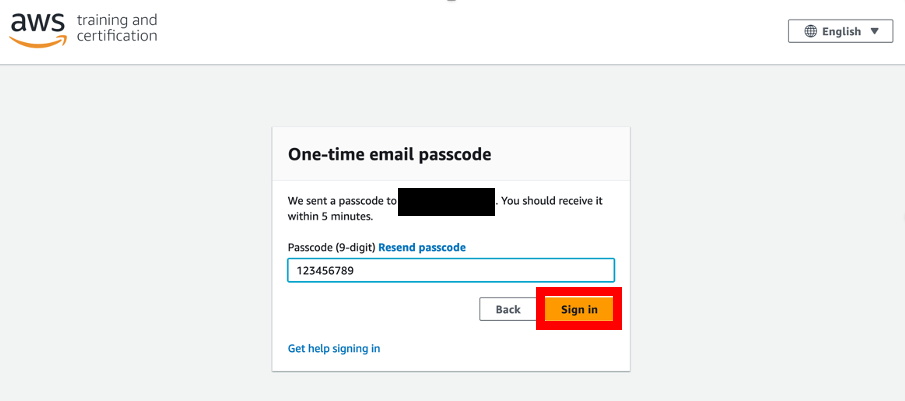 aws training and certification
English
One-time email passcode
We sent a passcode to . You should receive it
within 5 minutes.
Passcode (9-digit) Resend passcode
123456789
Back Sign in
Get help signing in